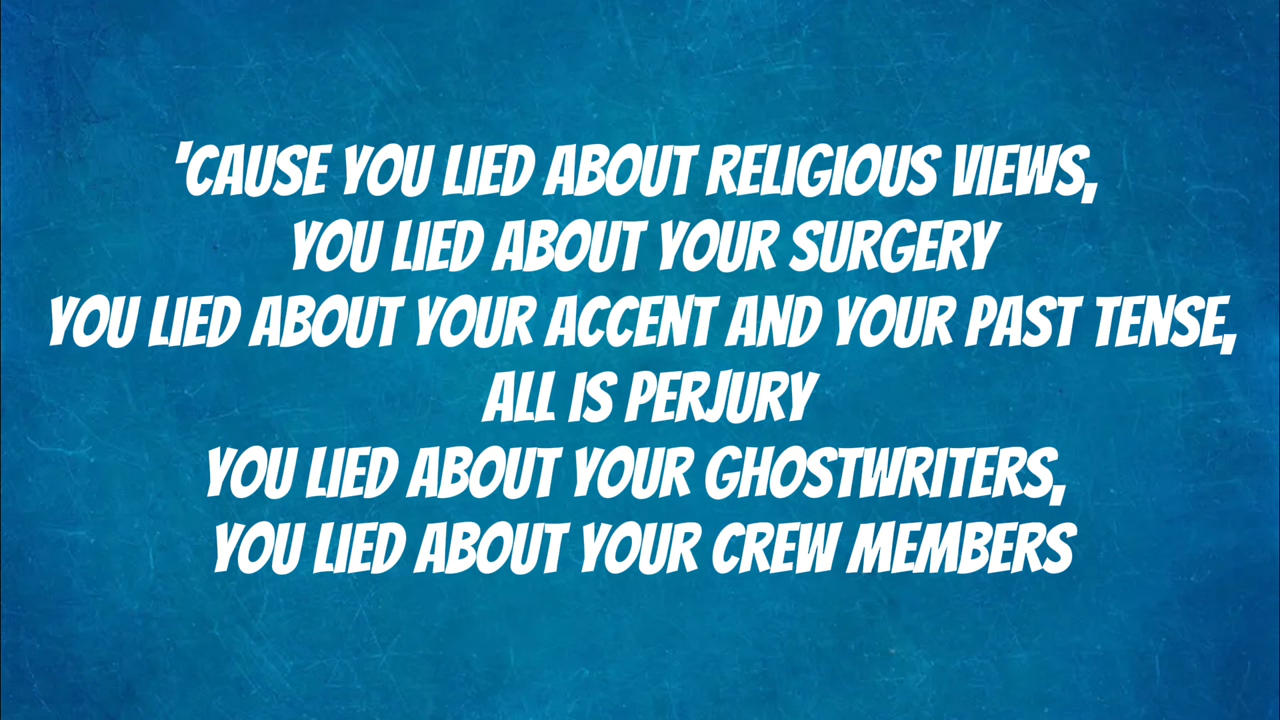 'CAUSE YOU LIED ABOUT RELIGIOUS VIEWS,
YOU LIED ABOUT YOUR SURGERY
YOU LIED ABOUT YOUR ACCENT AND YOUR PAST TENSE,
ALL IS PERJURY
YOU LIED ABOUT YOUR GHOSTWRITERS,
YOU LIED ABOUT YOUR CREW MEMBERS